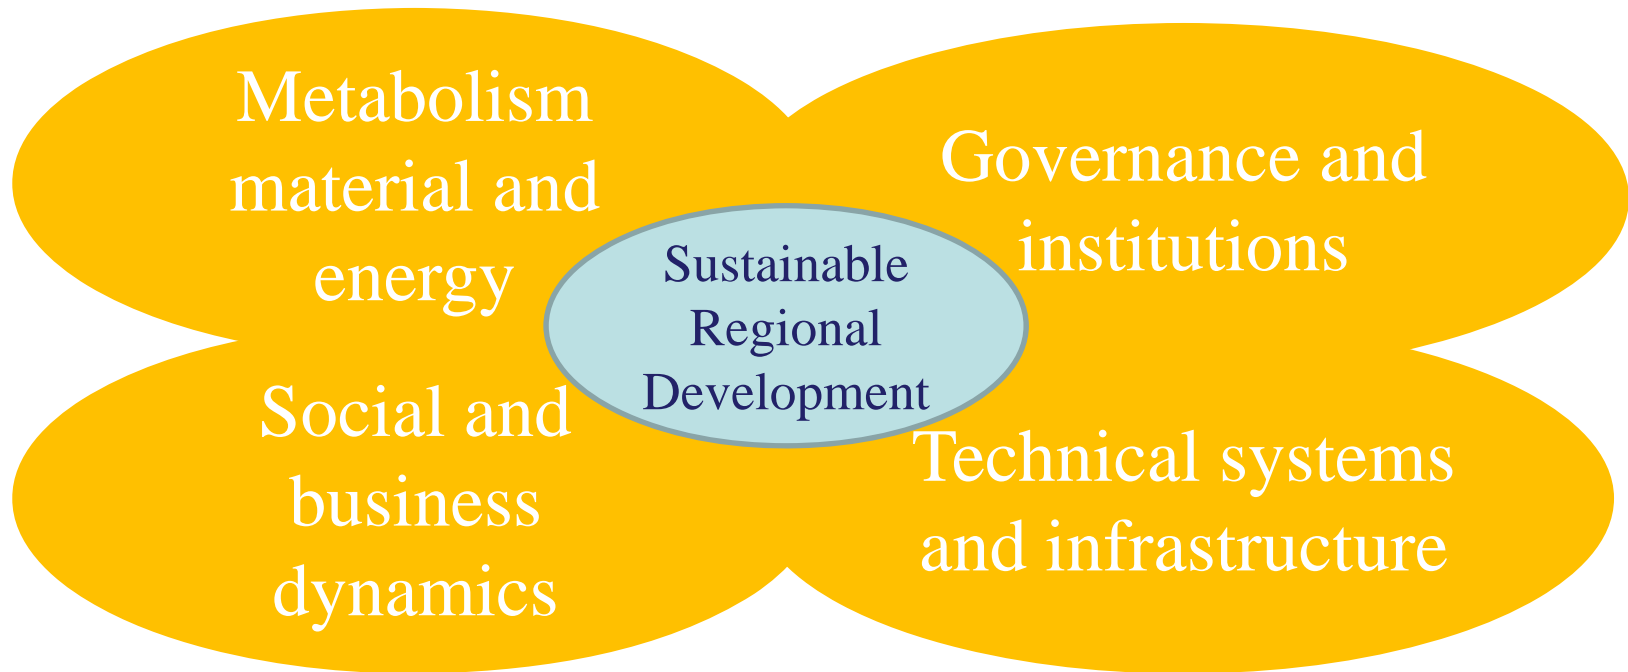 Metabolism
material and
energy
Governance and
institutions
Sustainable
Regional
Development
Social and
business
dynamics
Technical systems
and infrastructure